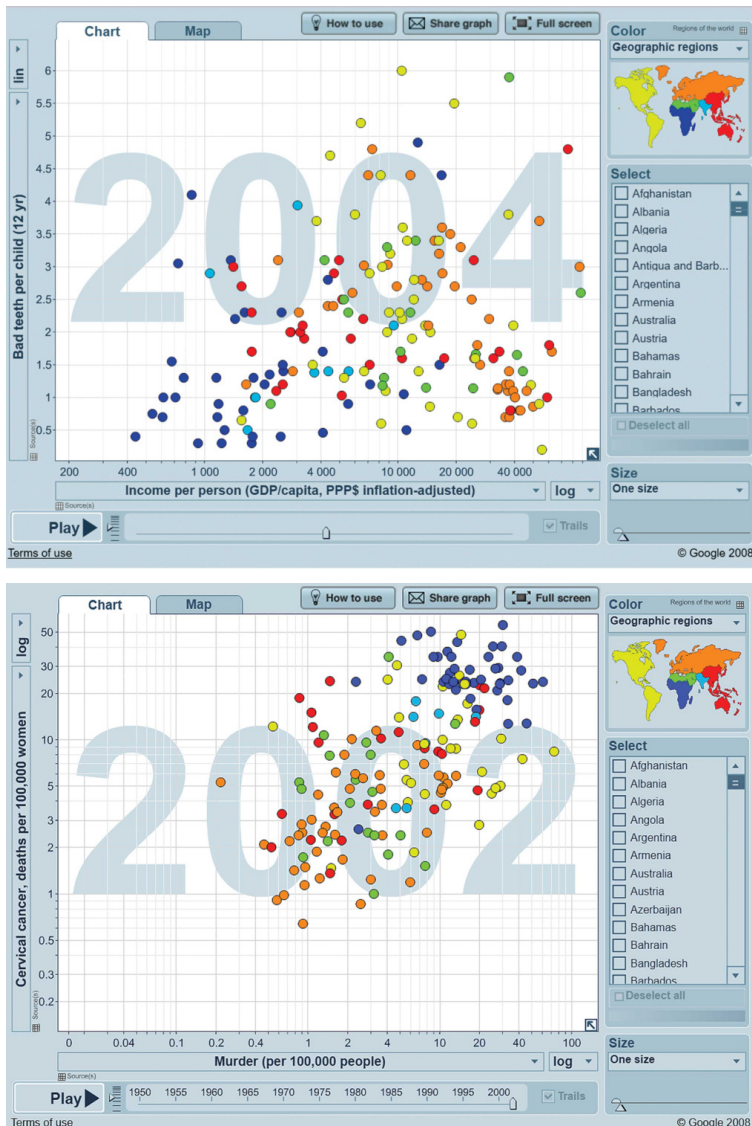 Chart
Map
How to use
Share graph
Full screen
Color
Regions of the world
Geographic regions
lin
Bad teeth per child (12 yr)
2004
6
5.5
5
4.5
4
3.5
3
2.5
2
1.5
1
0.5
Source(s)
200
400
1 000
2 000
4 000
10 000
20 000
40 000
Income per person (GDP/capita, PPP$ inflation-adjusted)
log
Source(s)
Select
Afghanistan
Albania
Algeria
Angola
Antigua and Barb...
Argentina
Armenia
Australia
Austria
Bahamas
Bahrain
Bangladesh
Barbados
Deselect all
Size
One size
Play
Trails
Terms of use
© Google 2008
Chart
Map
How to use
Share graph
Full screen
Color
Regions of the world
Geographic regions
log
Cervical cancer, deaths per 100,000 women
2002
50
30
20
10
5
3
2
1
0.5
0.3
0.2
Source(s)
0
0.04
0.1
0.2
0.4
1
2
4
10
20
40
100
Murder (per 100,000 people)
log
Source(s)
Select
Afghanistan
Albania
Algeria
Angola
Argentina
Armenia
Australia
Austria
Azerbaijan
Bahamas
Bahrain
Bangladesh
Barbados
Deselect all
Size
One size
Play
1950
1955
1960
1965
1970
1975
1980
1985
1990
1995
2000
Trails
Terms of use
© Google 2008